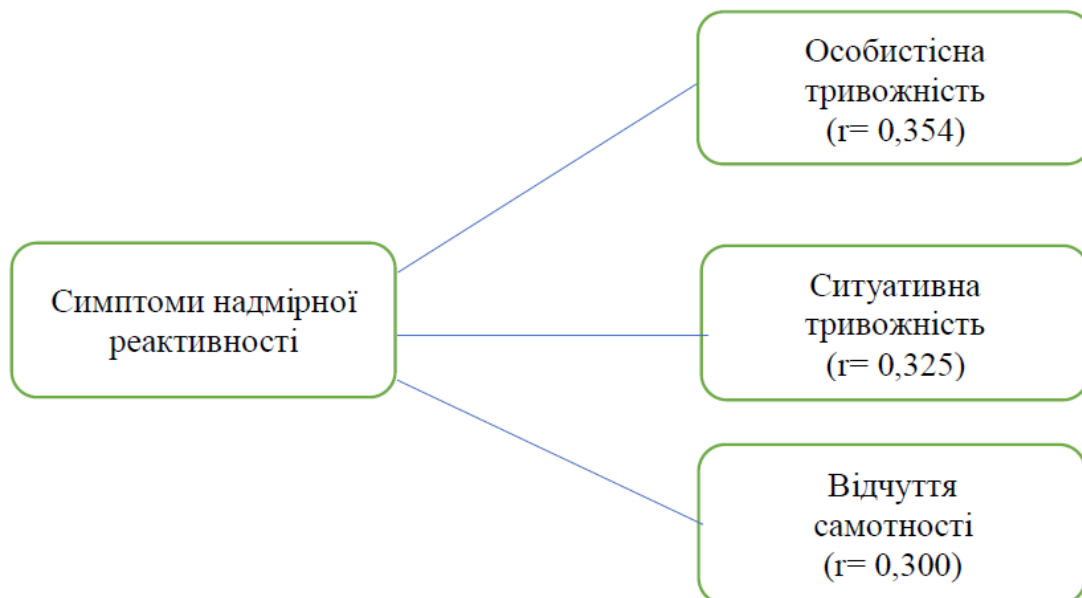 Особистісна
тривожність
(r= 0,354)
Симптоми надмірної
реактивності
Ситуативна
тривожність
(r= 0,325)
Відчуття
самотності
(r= 0,300)